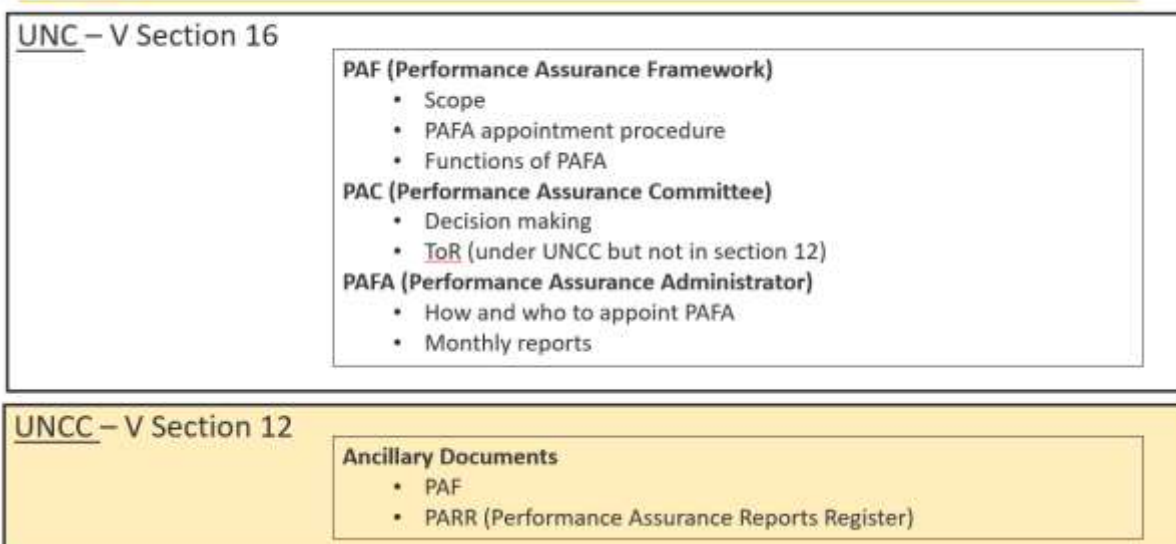 UNC – V Section 16
PAF (Performance Assurance Framework)
• Scope
• PAFA appointment procedure
• Functions of PAFA
PAC (Performance Assurance Committee)
• Decision making
• ToR (under UNCC but not in section 12)
PAFA (Performance Assurance Administrator)
• How and who to appoint PAFA
• Monthly reports
UNCC – V Section 12
Ancillary Documents
• PAF
• PARR (Performance Assurance Reports Register)